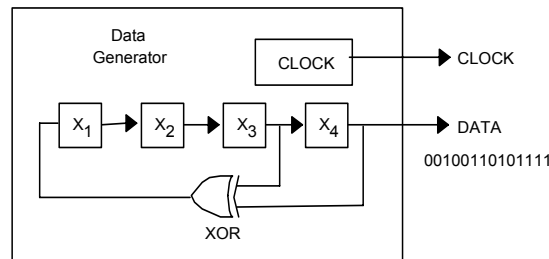 Data
Generator
CLOCK
CLOCK
X1
X2
X3
X4
DATA
00100110101111
XOR